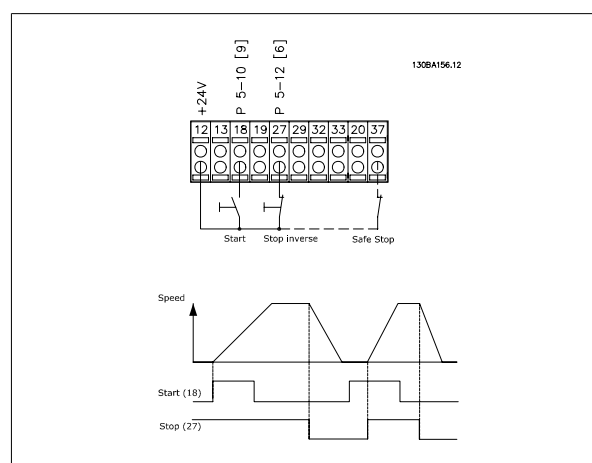 130BA156.12
+24V
P 5-10 [9]
P 5-12 [6]
12 13 18 19 27 29 32 33 20 37
Start Stop inverse Safe Stop
Speed
Start (18)
Stop (27)